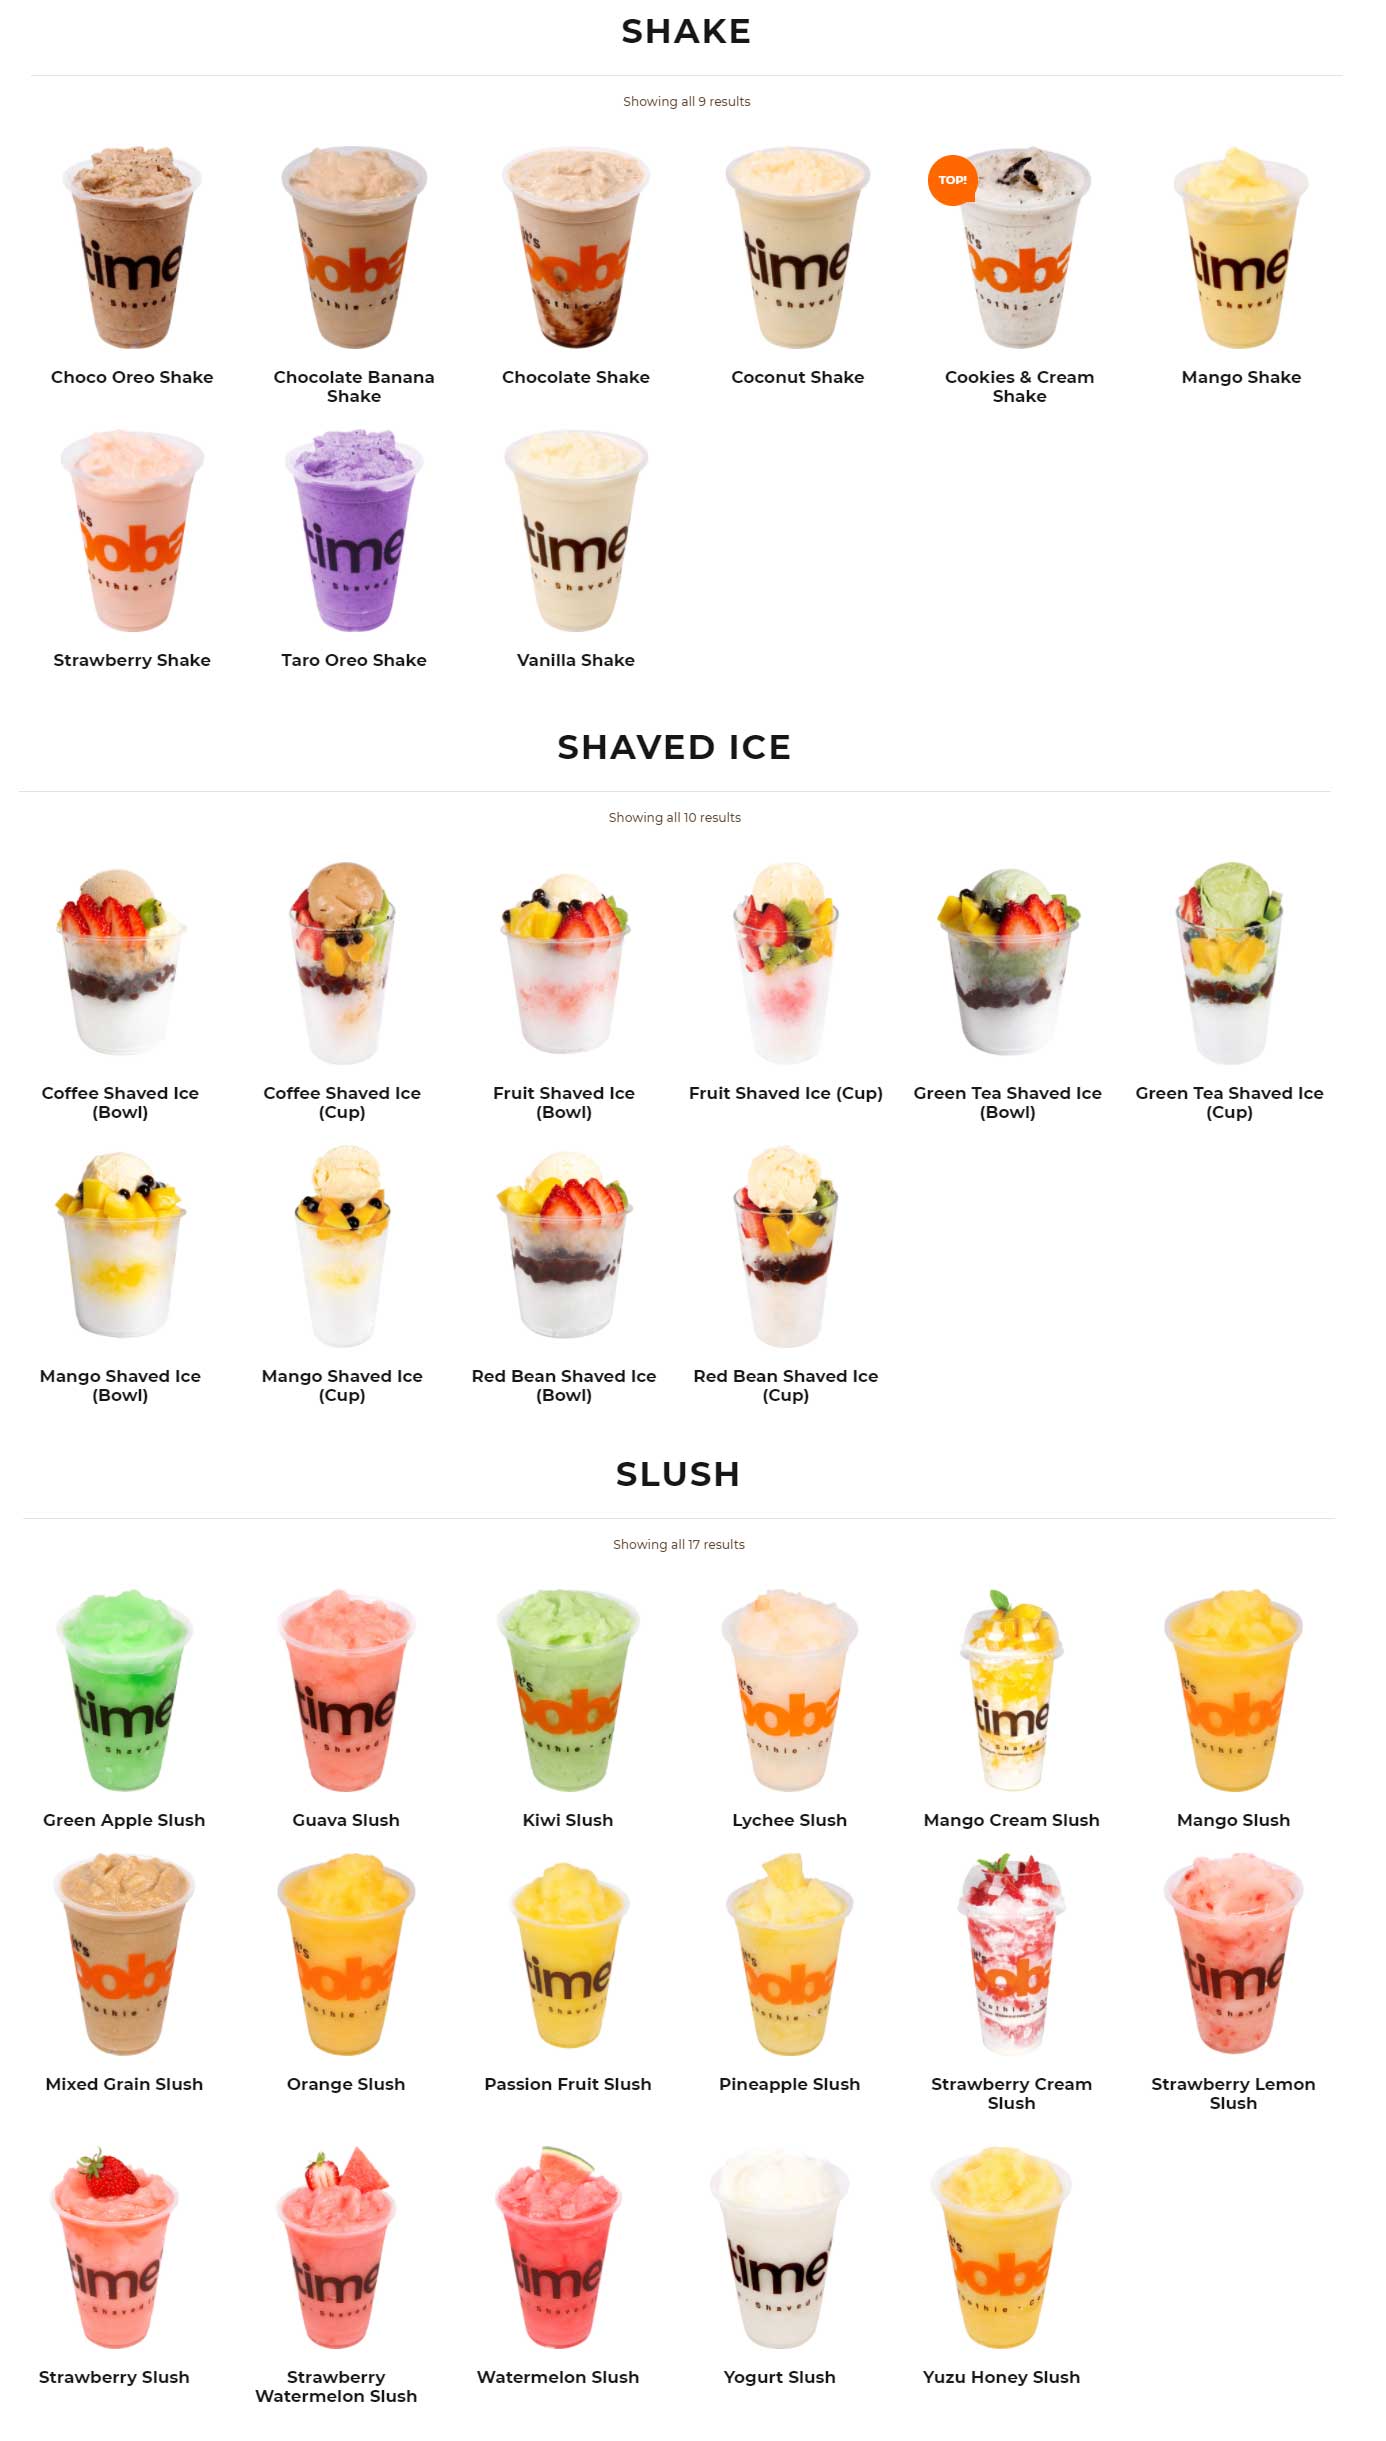 SHAKE
Showing all 9 results
TOP!
Choco Oreo Shake
Chocolate Banana
Shake
Chocolate Shake
Coconut Shake
Cookies & Cream
Shake
Mango Shake
Strawberry Shake
Taro Oreo Shake
Vanilla Shake
SHAVED ICE
Showing all 10 results
Coffee Shaved Ice
(Bowl)
Coffee Shaved Ice
(Cup)
Fruit Shaved Ice
(Bowl)
Fruit Shaved Ice (Cup)
Green Tea Shaved Ice
(Bowl)
Green Tea Shaved Ice
(Cup)
Mango Shaved Ice
(Bowl)
Mango Shaved Ice
(Cup)
Red Bean Shaved Ice
(Bowl)
Red Bean Shaved Ice
(Cup)
SLUSH
Showing all 17 results
Green Apple Slush
Guava Slush
Kiwi Slush
Lychee Slush
Mango Cream Slush
Mango Slush
Mixed Grain Slush
Orange Slush
Passion Fruit Slush
Pineapple Slush
Strawberry Cream
Slush
Strawberry Lemon
Slush
Strawberry Slush
Strawberry
Watermelon Slush
Watermelon Slush
Yogurt Slush
Yuzu Honey Slush